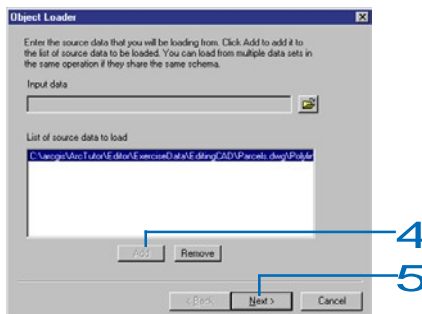 Object Loader
Enter the source data that you will be loading from. Click Add to add it to
the list of source data to be loaded. You can load from multiple data sets in
the same operation if they share the same schema.
Input data
List of source data to load
C:\arcgis\ArcTutor\Editor\ExerciseData\EditingCAD\Parcels.dwg\Polylin
Add
Remove
4
5
< Back
Next >
Cancel